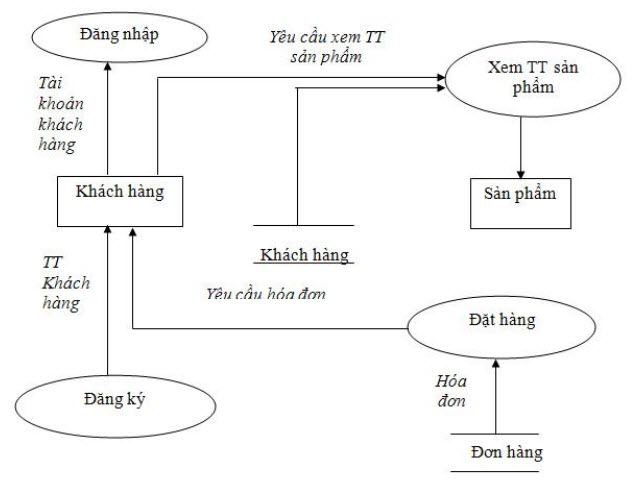 Đăng nhập
Yêu cầu xem TT
sản phẩm
Xem TT sản
phẩm
Tài
khoản
khách
hàng
Khách hàng
Sản phẩm
Khách hàng
TT
Khách
hàng
Yêu cầu hóa đơn
Đặt hàng
Đăng ký
Hóa
đơn
Đơn hàng